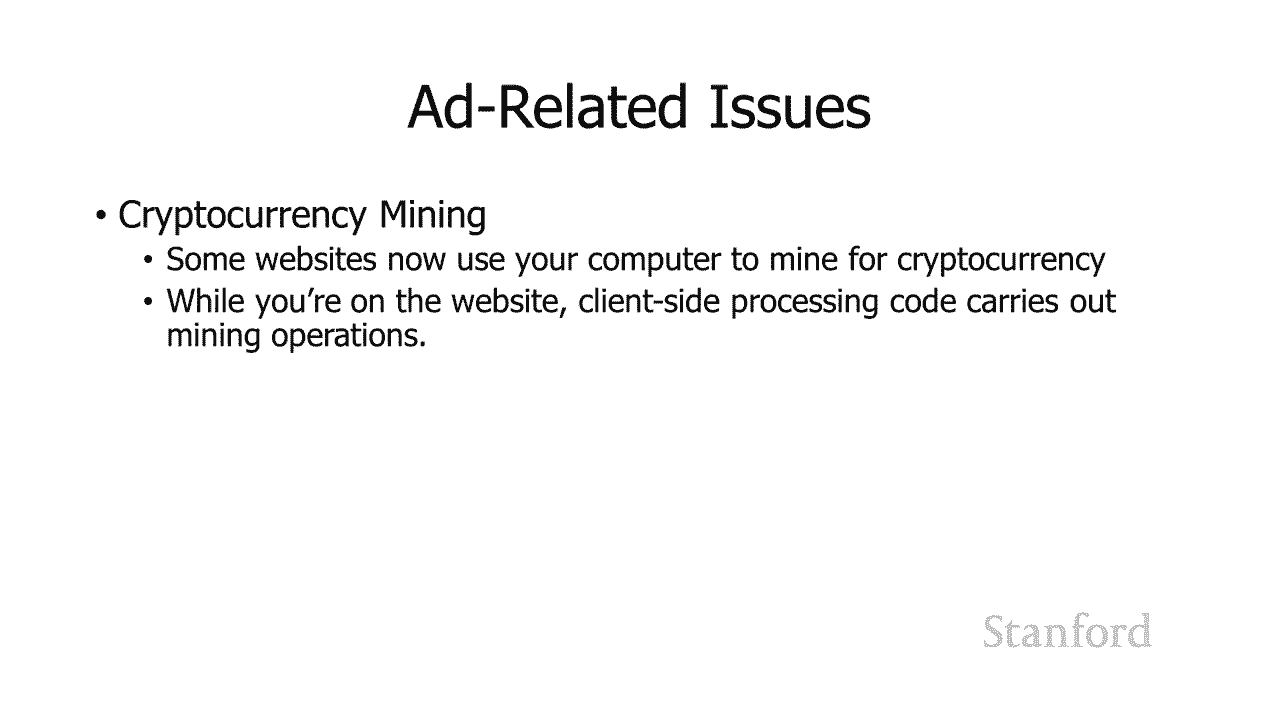 Ad-Related Issues
• Cryptocurrency Mining
• Some websites now use your computer to mine for cryptocurrency
• While you’re on the website, client-side processing code carries out
mining operations.
Stanford